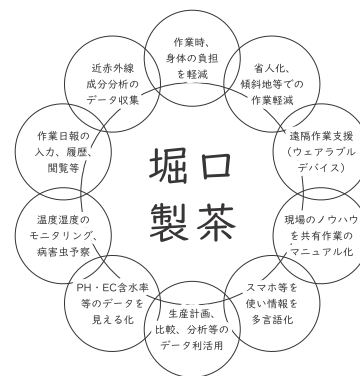 作業時、
身体の負担
を軽減
省人化、
傾斜地等での
作業軽減
遠隔作業支援
（ウェアラブル
デバイス）
現場のノウハウ
を共有作業の
マニュアル化
スマホ等を
使い情報を
多言語化
生産計画、
比較、分析等の
データ利活用
PH・EC含水率
等のデータを
見える化
温度湿度の
モニタリング、
病害虫予察
作業日報の
入力、履歴、
閲覧等
近赤外線
成分分析の
データ収集
堀口
製茶